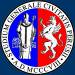 STUDIUM GENERALE CIVITATIS PERUSII
A.D. MCCCVIII